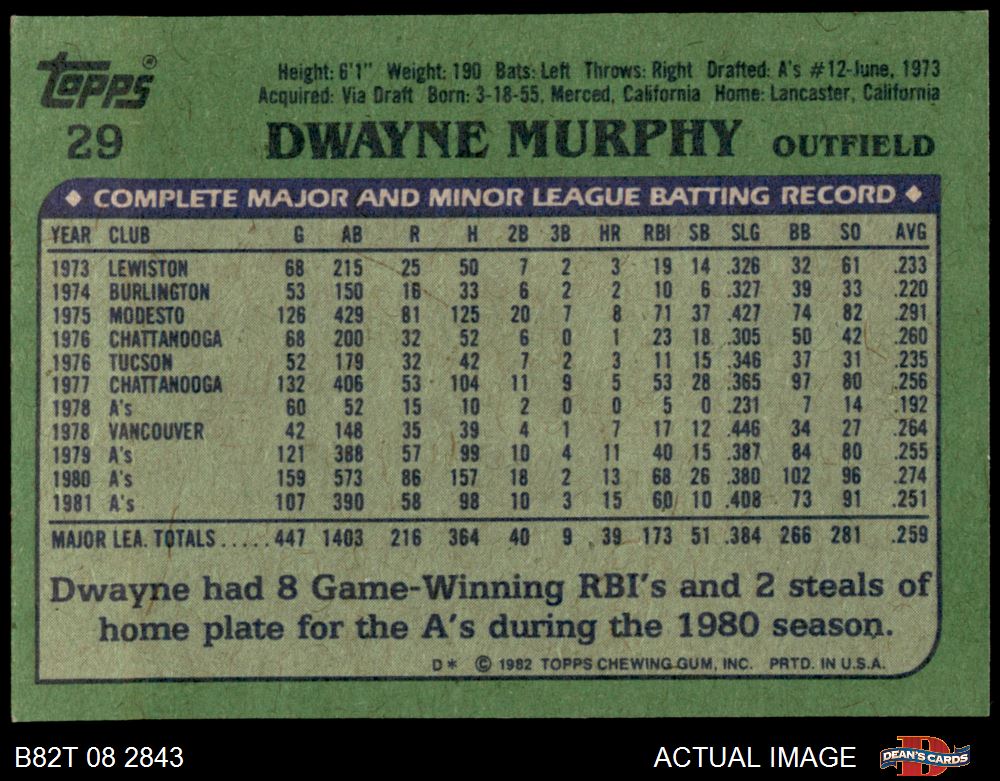 Topps®
29
Height: 6'1" Weight: 190 Bats: Left Throws: Right Drafted: A's #12-June, 1973
Acquired: Via Draft Born: 3-18-55, Merced, California Home: Lancaster, California
DWAYNE MURPHY OUTFIELD
◆ COMPLETE MAJOR AND MINOR LEAGUE BATTING RECORD ◆
YEAR CLUB G AB R H 2B 3B HR RBI SB SLG BB SO AVG
1973 LEWISTON 68 215 25 50 7 2 3 19 14 .326 32 61 .233
1974 BURLINGTON 53 150 16 33 6 2 2 10 6 .327 39 33 .220
1975 MODESTO 126 429 81 125 20 7 8 71 37 .427 74 82 .291
1976 CHATTANOOGA 68 200 32 52 6 0 1 23 18 .305 50 42 .260
1976 TUCSON 52 179 32 42 7 2 3 11 15 .346 37 31 .235
1977 CHATTANOOGA 132 406 53 104 11 9 5 53 28 .365 97 80 .256
1978 A's 60 52 15 10 2 0 0 5 0 .231 7 14 .192
1978 VANCOUVER 42 148 35 39 4 1 7 17 12 .446 34 27 .264
1979 A's 121 388 57 99 10 4 11 40 15 .387 84 80 .255
1980 A's 159 573 86 157 18 2 13 68 26 .380 102 96 .274
1981 A's 107 390 58 98 10 3 15 60 10 .408 73 91 .251
MAJOR LEA. TOTALS.....447 1403 216 364 40 9 39 173 51 .384 266 281 .259
Dwayne had 8 Game-Winning RBI's and 2 steals of
home plate for the A's during the 1980 season.
D* © 1982 TOPPS CHEWING GUM, INC. PRTD. IN U.S.A.
B82T 08 2843
ACTUAL IMAGE
DEAN'S CARDS